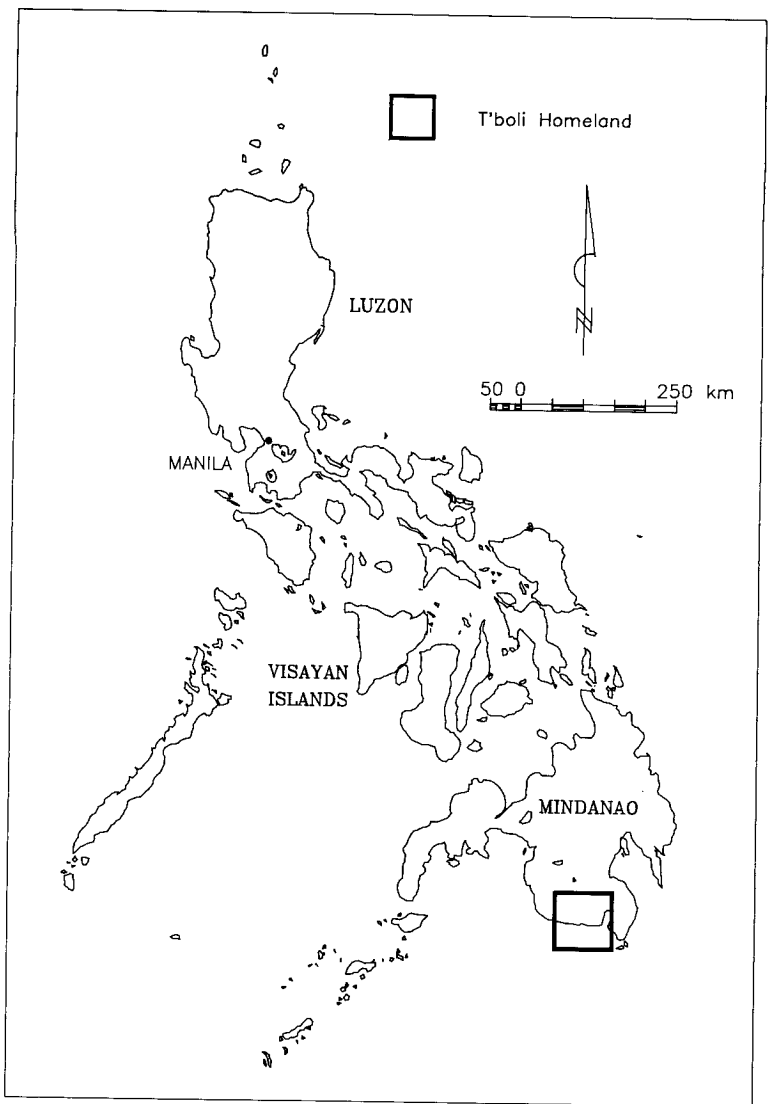 T'boli Homeland
LUZON
N
50 0 250 km
MANILA
VISAYAN
ISLANDS
MINDANAO